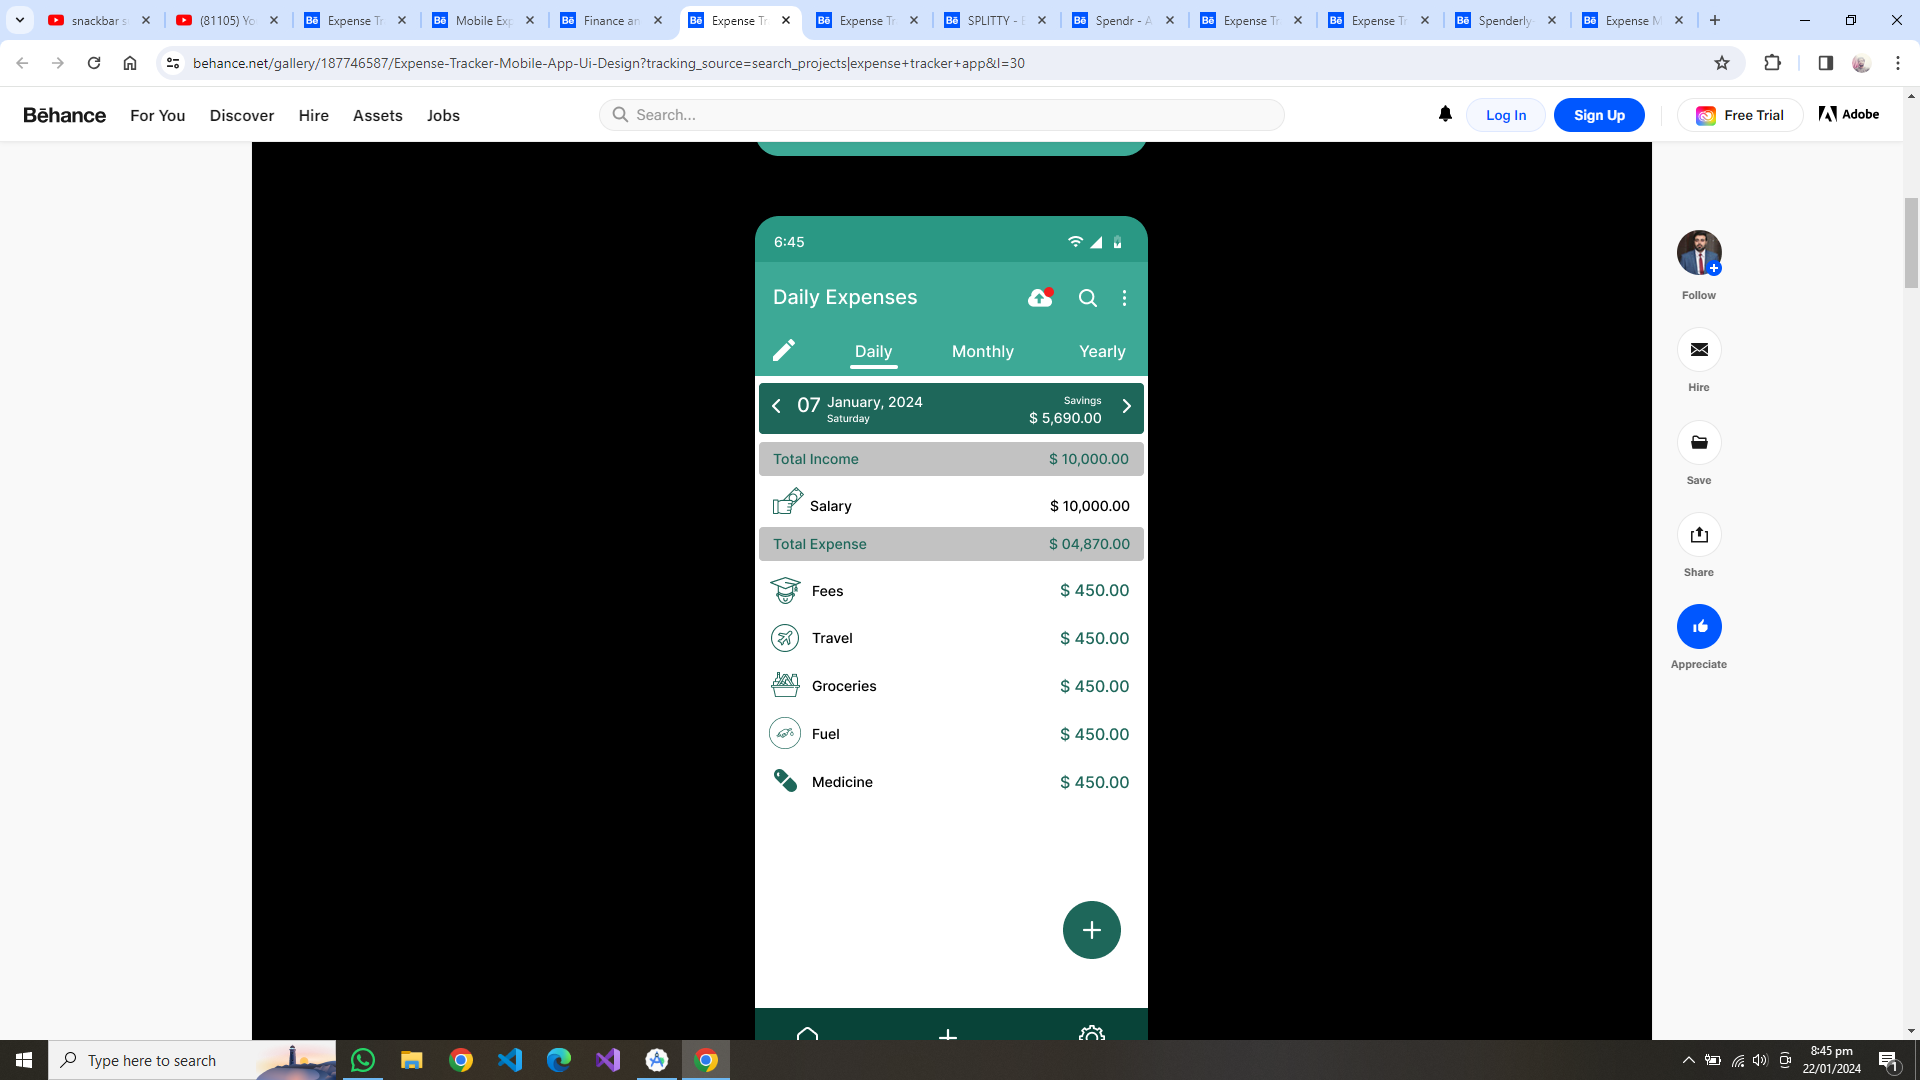 snackbar s
(81105) Yo
Expense Tr
Mobile Exp
Finance an
Expense Tr
Expense Tr
SPLITTY - E
Spendr - A
Expense Tr
Expense Tr
Spenderly-
Expense M
behance.net/gallery/187746587/Expense-Tracker-Mobile-App-Ui-Design?tracking_source=search_projects|expense+tracker+app&l=30
Bēhance For You Discover Hire Assets Jobs Search... Log In Sign Up Free Trial Adobe
6:45
Daily Expenses
Daily Monthly Yearly
07 January, 2024 Savings
Saturday $ 5,690.00
Total Income $ 10,000.00
Salary $ 10,000.00
Total Expense $ 04,870.00
Fees $ 450.00
Travel $ 450.00
Groceries $ 450.00
Fuel $ 450.00
Medicine $ 450.00
Follow
Hire
Save
Share
Appreciate
Type here to search
8:45 pm
22/01/2024
1